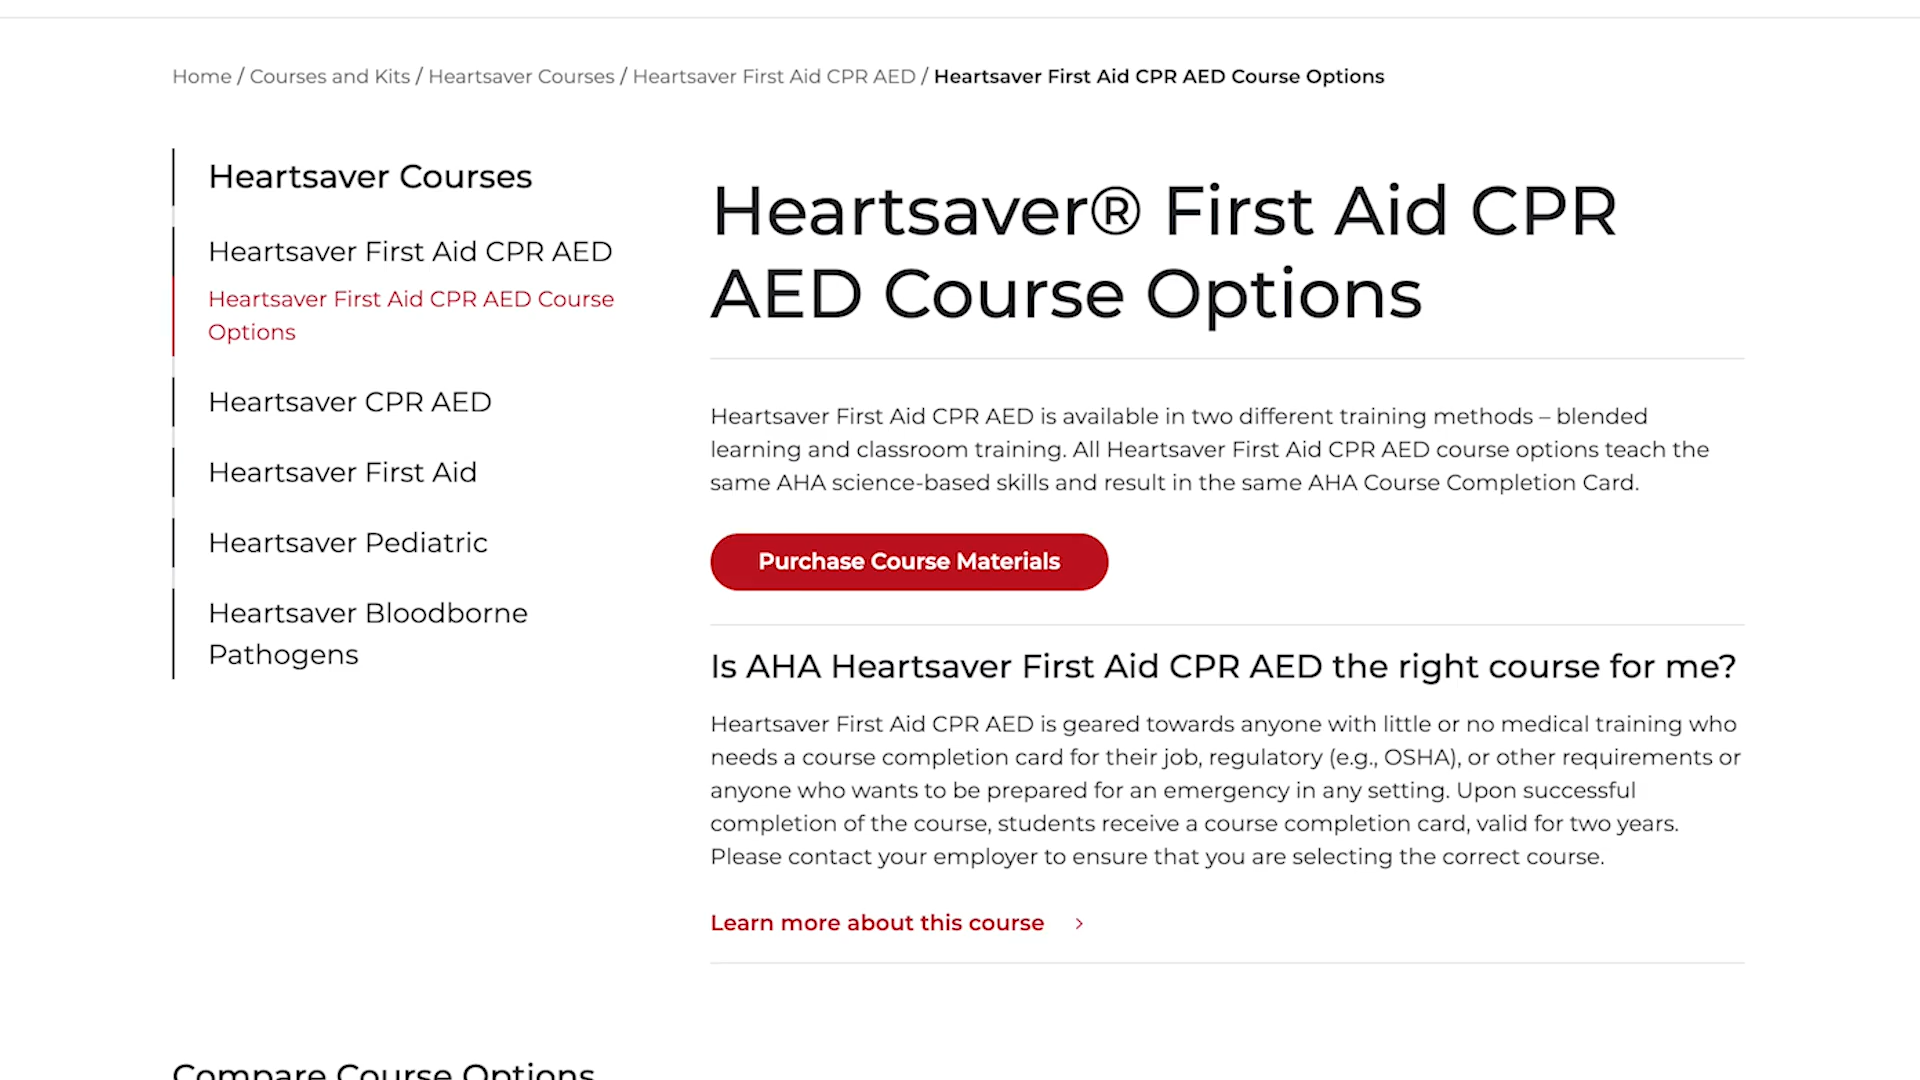 Home / Courses and Kits / Heartsaver Courses / Heartsaver First Aid CPR AED / Heartsaver First Aid CPR AED Course Options
Heartsaver Courses
Heartsaver First Aid CPR AED
Heartsaver First Aid CPR AED Course
Options
Heartsaver CPR AED
Heartsaver First Aid
Heartsaver Pediatric
Heartsaver Bloodborne
Pathogens
Heartsaver® First Aid CPR
AED Course Options
Heartsaver First Aid CPR AED is available in two different training methods – blended
learning and classroom training. All Heartsaver First Aid CPR AED course options teach the
same AHA science-based skills and result in the same AHA Course Completion Card.
Purchase Course Materials
Is AHA Heartsaver First Aid CPR AED the right course for me?
Heartsaver First Aid CPR AED is geared towards anyone with little or no medical training who
needs a course completion card for their job, regulatory (e.g., OSHA), or other requirements or
anyone who wants to be prepared for an emergency in any setting. Upon successful
completion of the course, students receive a course completion card, valid for two years.
Please contact your employer to ensure that you are selecting the correct course.
Learn more about this course
Compare Course Options